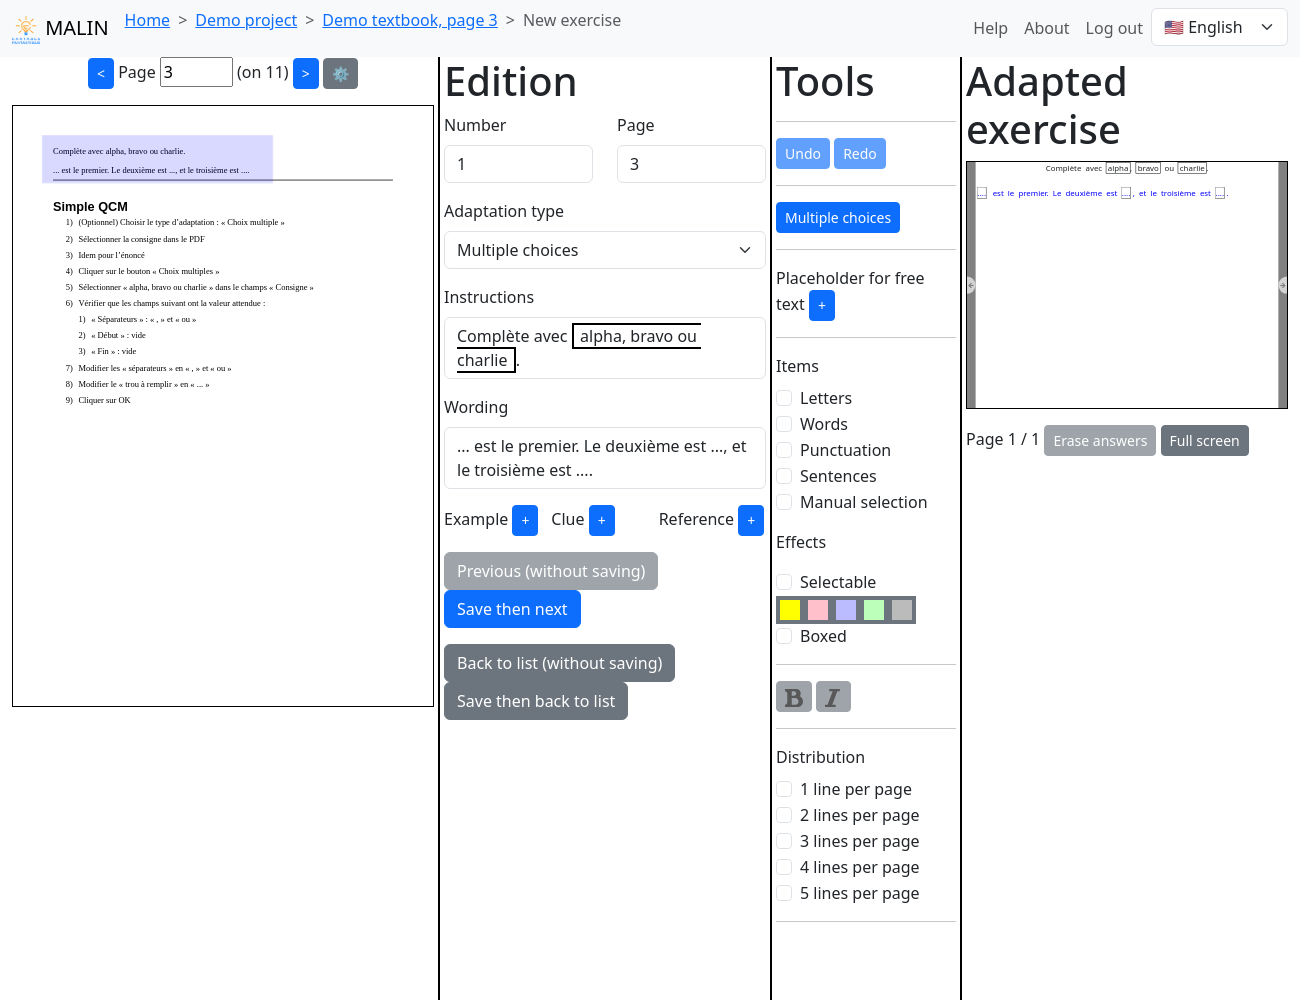 MALIN
Home > Demo project > Demo textbook, page 3 > New exercise
Help About Log out 🇺🇸 English
< Page 3 (on 11) > ⚙️
Complète avec alpha, bravo ou charlie.
... est le premier. Le deuxième est ..., et le troisième est ....
Simple QCM
1) (Optionnel) Choisir le type d'adaptation : « Choix multiple »
2) Sélectionner la consigne dans le PDF
3) Idem pour l'énoncé
4) Cliquer sur le bouton « Choix multiples »
5) Sélectionner « alpha, bravo ou charlie » dans le champs « Consigne »
6) Vérifier que les champs suivant ont la valeur attendue :
1) « Séparateurs » : « , » et « ou »
2) « Début » : vide
3) « Fin » : vide
7) Modifier les « séparateurs » en « , » et « ou »
8) Modifier le « trou à remplir » en « ... »
9) Cliquer sur OK
Edition
Number Page
1 3
Adaptation type
Multiple choices
Instructions
Complète avec alpha, bravo ou
charlie .
Wording
... est le premier. Le deuxième est ..., et
le troisième est ....
Example + Clue + Reference +
Previous (without saving)
Save then next
Back to list (without saving)
Save then back to list
Tools
Undo Redo
Multiple choices
Placeholder for free
text +
Items
Letters
Words
Punctuation
Sentences
Manual selection
Effects
Selectable
Boxed
B I
Distribution
1 line per page
2 lines per page
3 lines per page
4 lines per page
5 lines per page
Adapted
exercise
Complète avec alpha, bravo ou charlie.
.... est le premier. Le deuxième est ...., et le troisième est .... .
Page 1 / 1 Erase answers Full screen